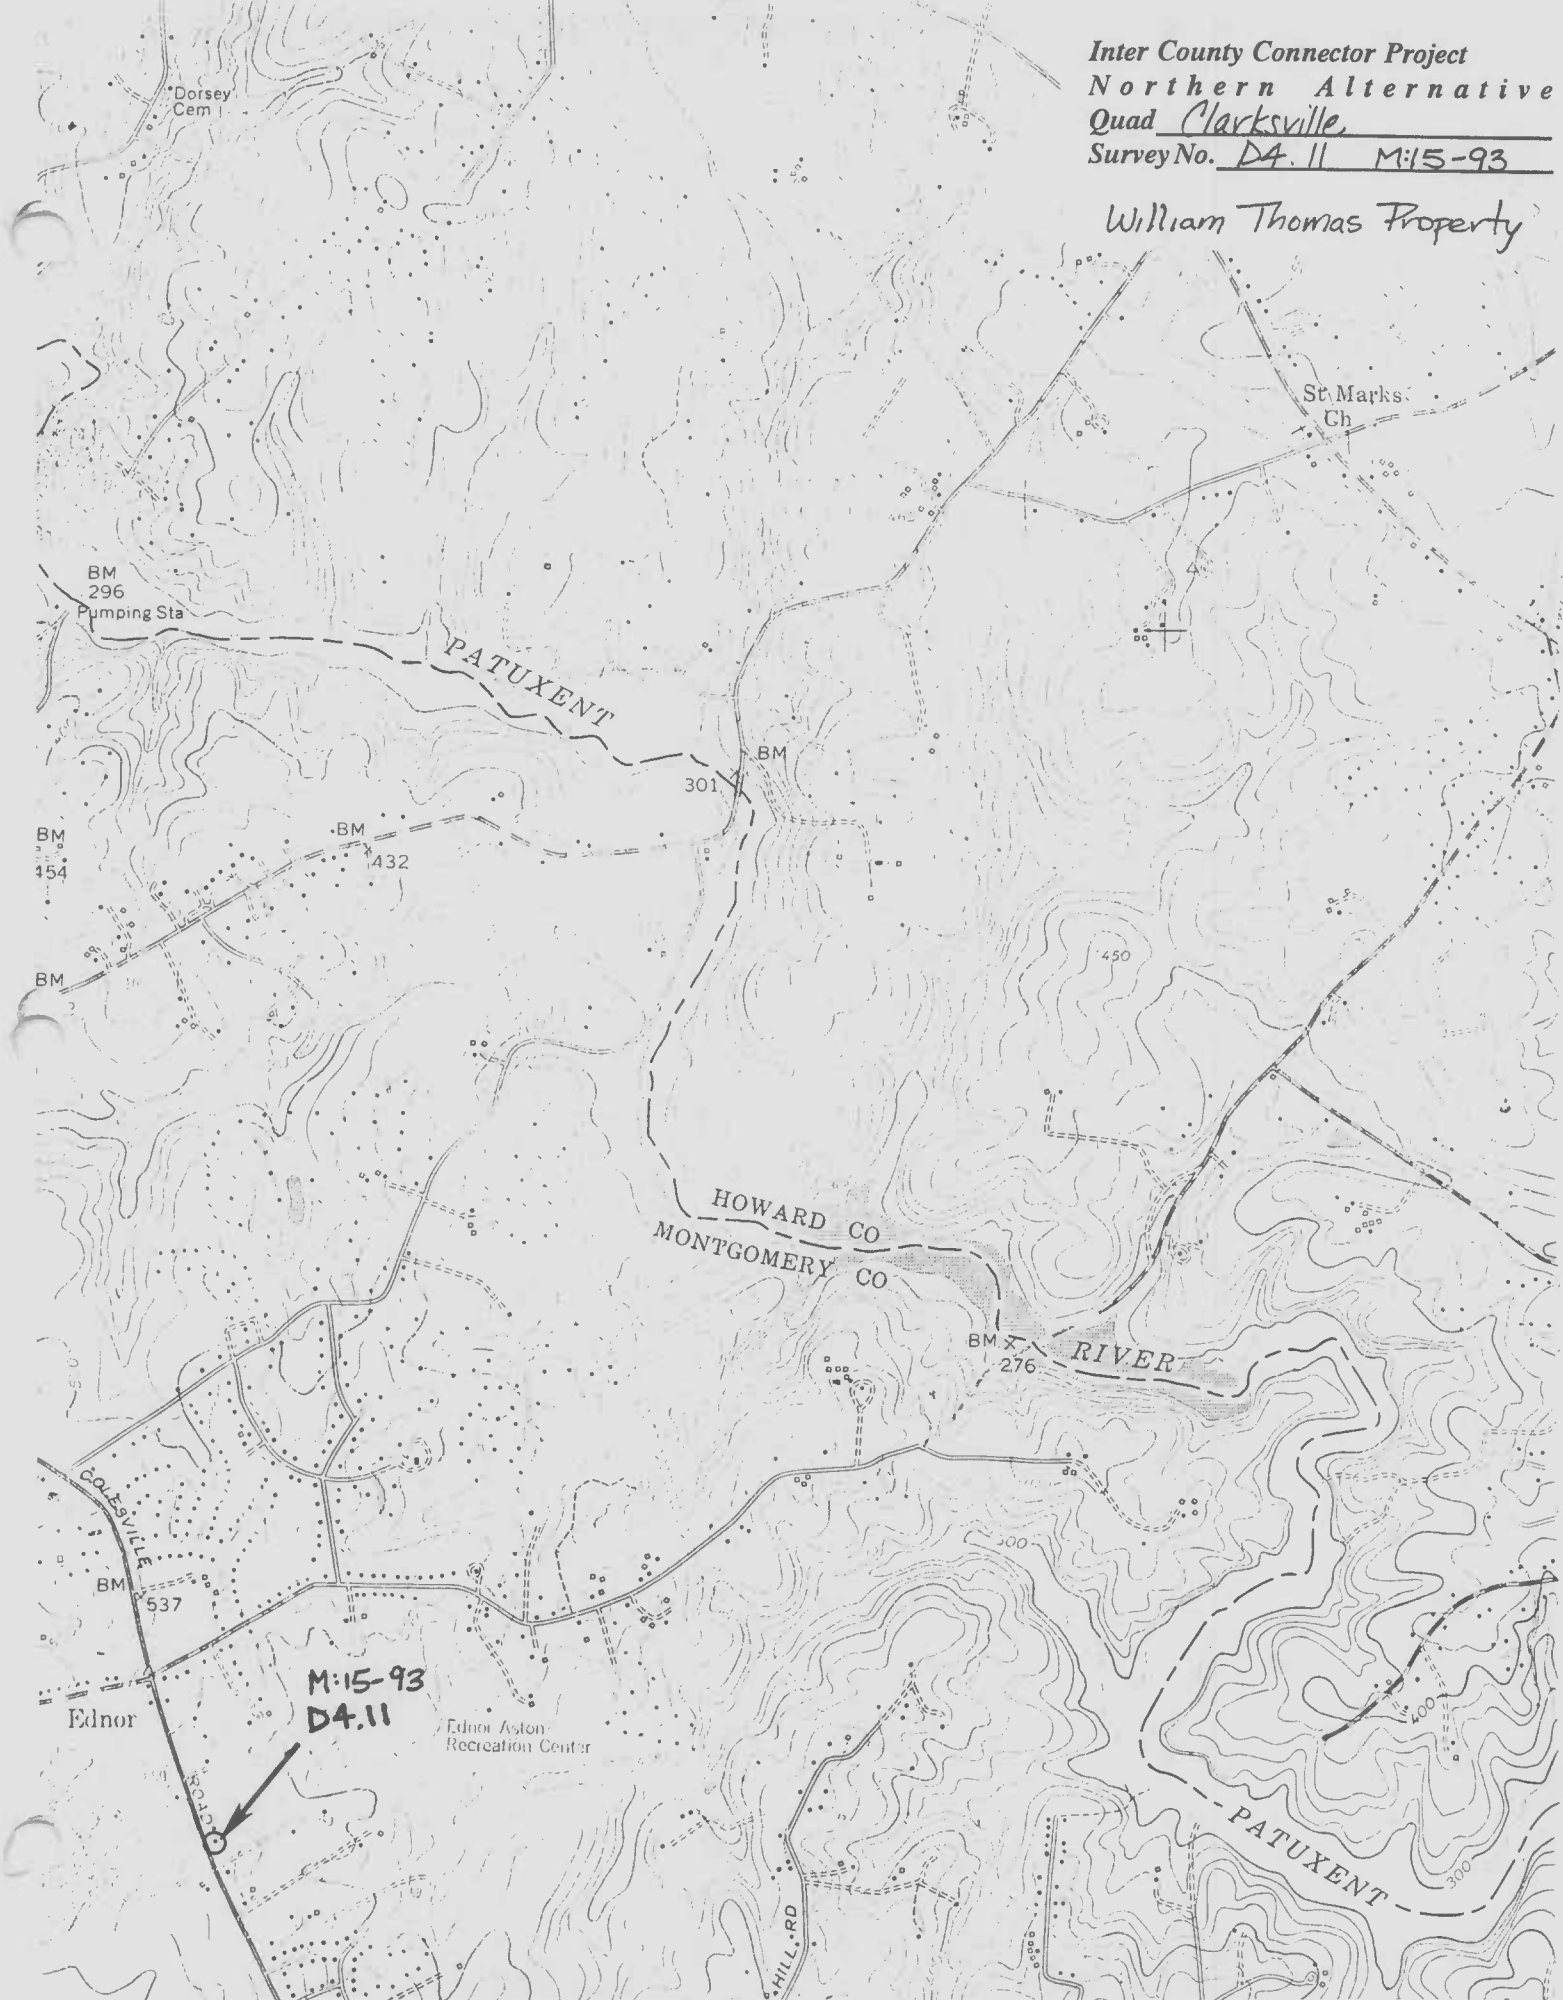 Inter County Connector Project
Northern Alternative
Quad Clarksville
Survey No. D4.11 M:15-93
William Thomas Property
Dorsey
Cem
St Marks
Ch
BM
296
Pumping Sta
PATUXENT
BM
301
BM
454
BM
432
BM
450
HOWARD CO
MONTGOMERY CO
BM X
276
RIVER
COLESVILLE
300
BM
537
M:15-93
D4.11
Ednor
Ednor Aston
Recreation Center
400
PATUXENT
300
HILL RD